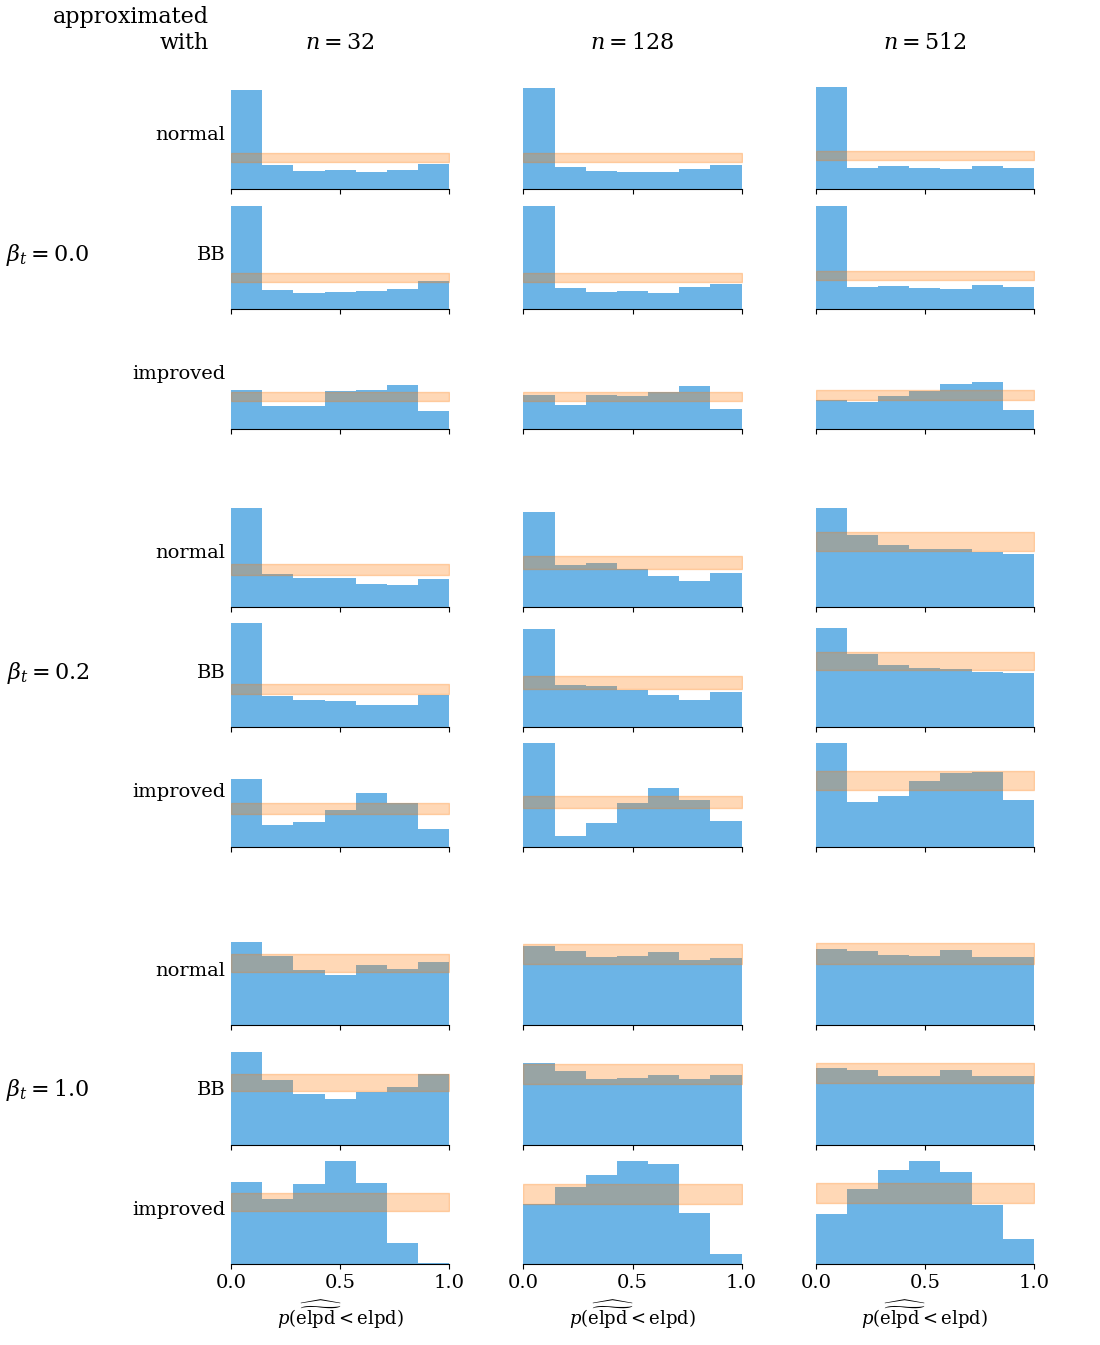 approximated
with
n = 32
n = 128
n = 512
normal
β_t = 0.0
BB
improved
normal
β_t = 0.2
BB
improved
normal
β_t = 1.0
BB
improved
0.0 0.5 1.0 0.0 0.5 1.0 0.0 0.5 1.0
p(elpd < elpd) p(elpd < elpd) p(elpd < elpd)